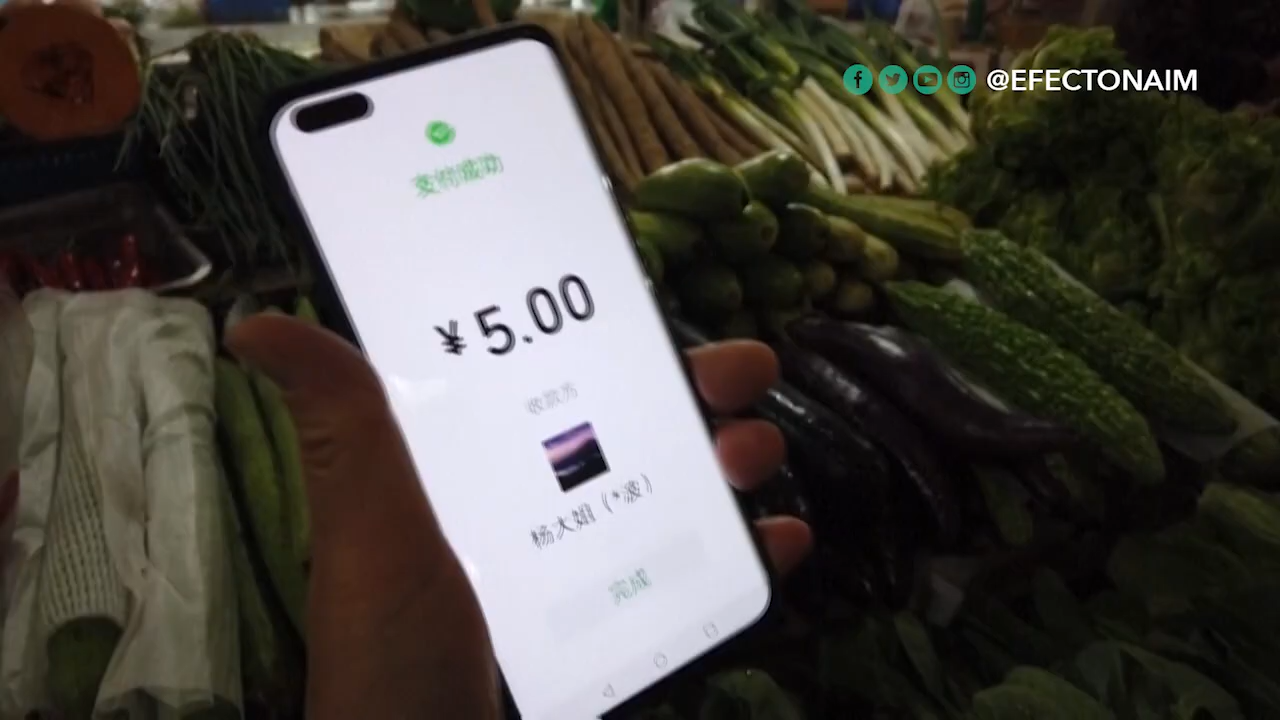 @EFECTONAIM
支付成功
¥5.00
收款方
杨大姐 (*波)
完成